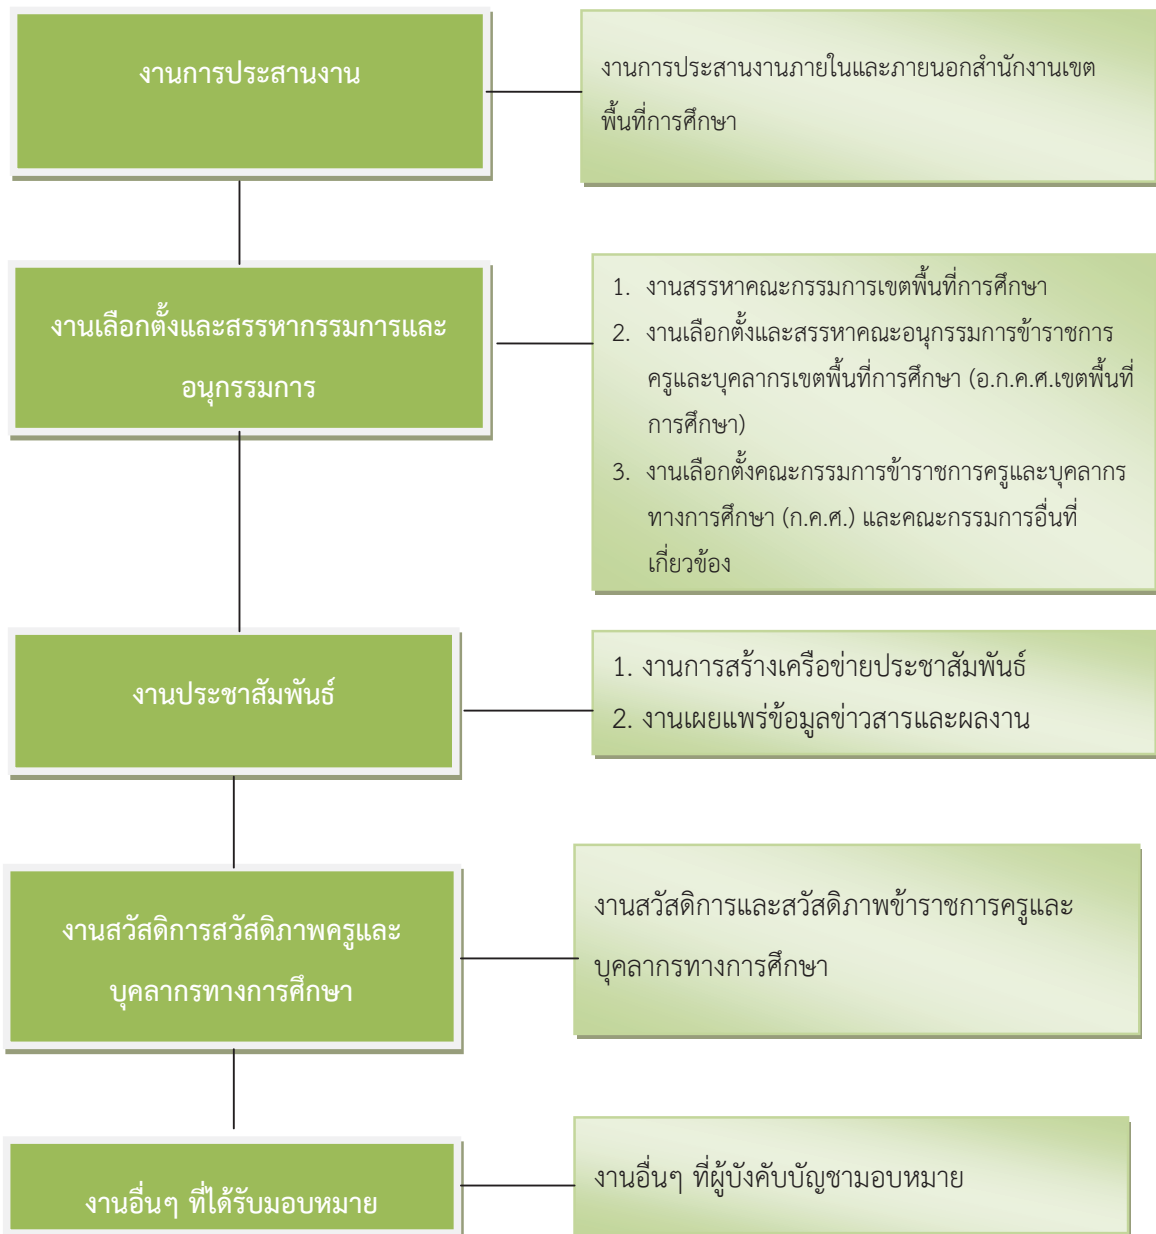 งานการประสานงาน
งานการประสานงานภายในและภายนอกสำนักงานเขต
พื้นที่การศึกษา
งานเลือกตั้งและสรรหากรรมการและ
อนุกรรมการ
1. งานสรรหาคณะกรรมการเขตพื้นที่การศึกษา
2. งานเลือกตั้งและสรรหาคณะอนุกรรมการข้าราชการ
ครูและบุคลากรเขตพื้นที่การศึกษา (อ.ก.ค.ศ.เขตพื้นที่
การศึกษา)
3. งานเลือกตั้งคณะกรรมการข้าราชการครูและบุคลากร
ทางการศึกษา (ก.ค.ศ.) และคณะกรรมการอื่นที่
เกี่ยวข้อง
งานประชาสัมพันธ์
1. งานการสร้างเครือข่ายประชาสัมพันธ์
2. งานเผยแพร่ข้อมูลข่าวสารและผลงาน
งานสวัสดิการสวัสดิภาพครูและ
บุคลากรทางการศึกษา
งานสวัสดิการและสวัสดิภาพข้าราชการครูและ
บุคลากรทางการศึกษา
งานอื่นๆ ที่ได้รับมอบหมาย
งานอื่นๆ ที่ผู้บังคับบัญชามอบหมาย